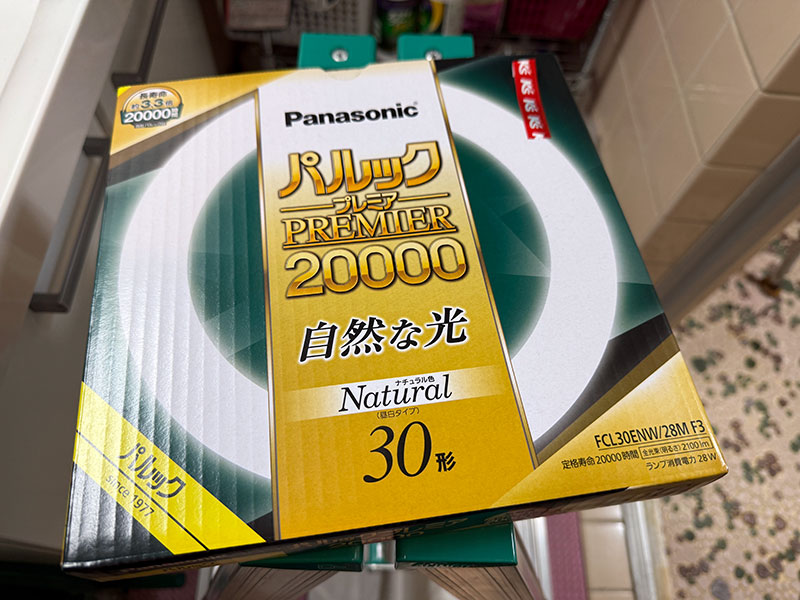 長寿命
約3.3倍
20000時間
Panasonic
パルック
プレミア
PREMIER
20000
自然な光
ナチュラル色
Natural
(昼白タイプ)
30形
パルック
since 1977
FCL30ENW/28M F3
定格寿命20000時間 全光束(明るさ)2100 lm
ランプ消費電力 28W